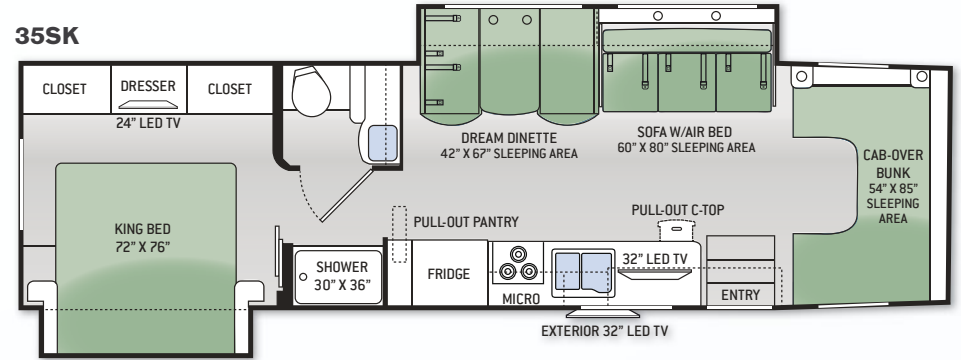 35SK
CLOSET
DRESSER
CLOSET
24" LED TV
DREAM DINETTE
42" X 67" SLEEPING AREA
SOFA W/AIR BED
60" X 80" SLEEPING AREA
CAB-OVER
BUNK
54" X 85"
SLEEPING
AREA
KING BED
72" X 76"
PULL-OUT PANTRY
PULL-OUT C-TOP
SHOWER
30" X 36"
FRIDGE
MICRO
32" LED TV
ENTRY
EXTERIOR 32" LED TV